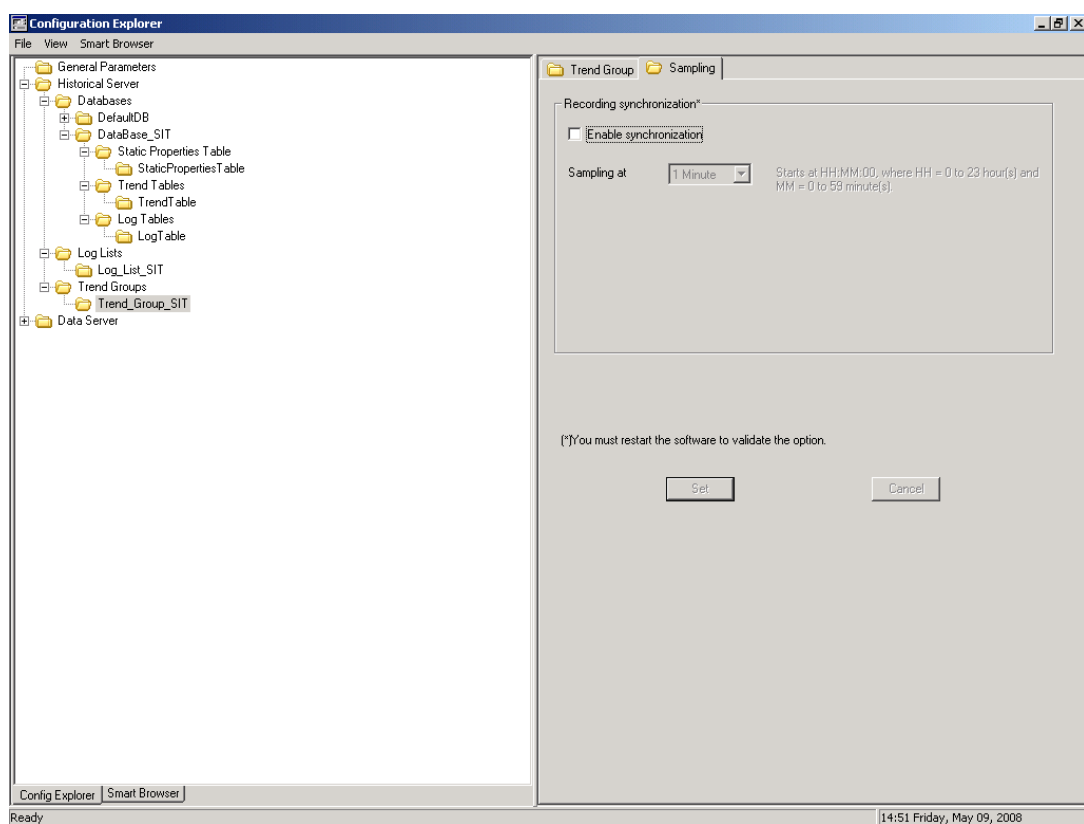 Configuration Explorer
File View Smart Browser
General Parameters
Historical Server
Databases
DefaultDB
DataBase_SIT
Static Properties Table
StaticPropertiesTable
Trend Tables
TrendTable
Log Tables
LogTable
Log Lists
Log_List_SIT
Trend Groups
Trend_Group_SIT
Data Server
Config Explorer Smart Browser
Trend Group Sampling
Recording synchronization*
Enable synchronization
Sampling at 1 Minute Starts at HH:MM:00, where HH = 0 to 23 hour(s) and
MM = 0 to 59 minute(s).
(*)You must restart the software to validate the option.
Set Cancel
Ready 14:51 Friday, May 09, 2008